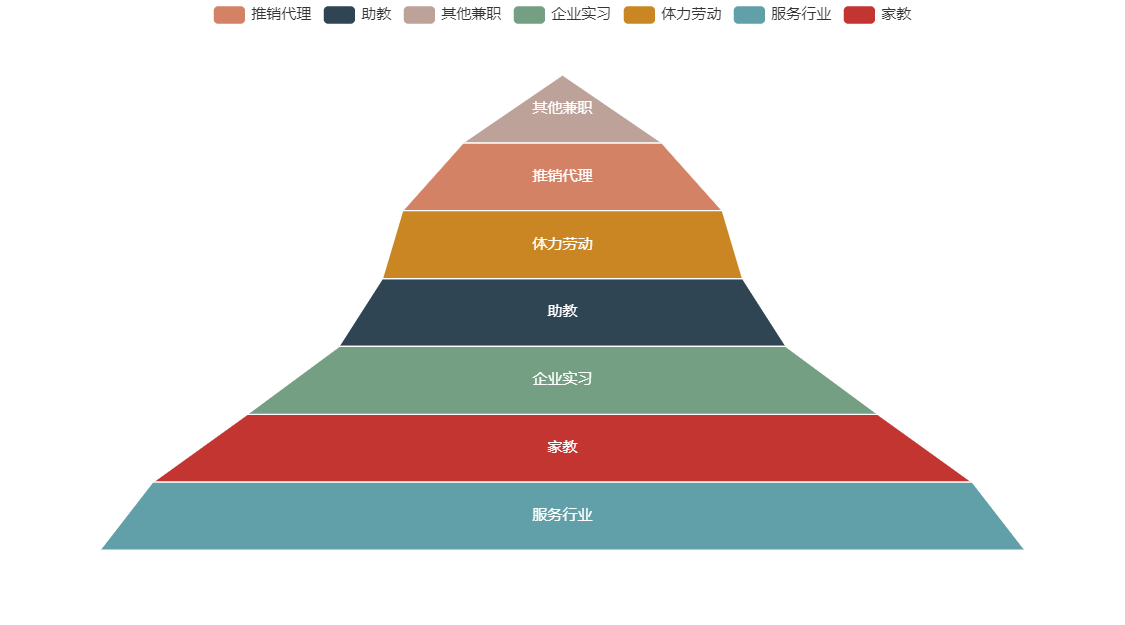 推销代理 助教 其他兼职 企业实习 体力劳动 服务行业 家教
其他兼职
推销代理
体力劳动
助教
企业实习
家教
服务行业